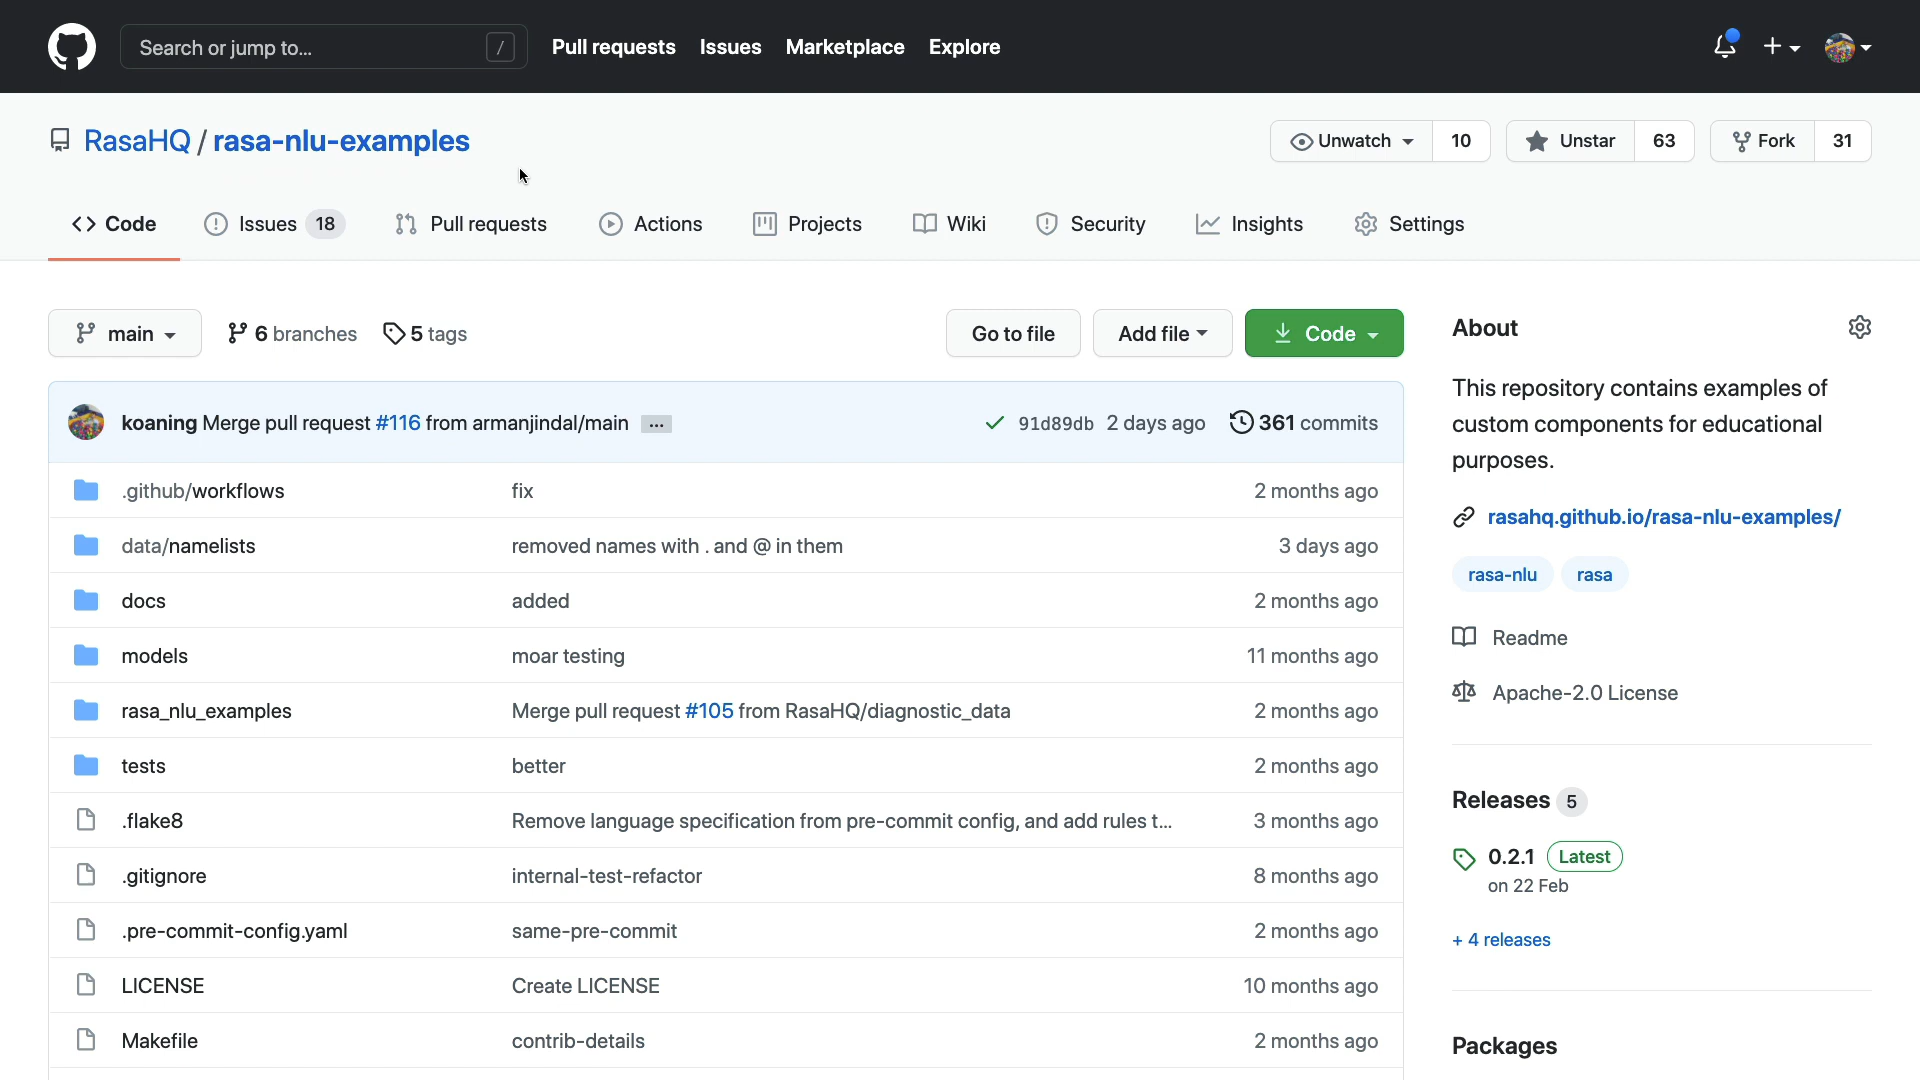 Search or jump to... /
Pull requests Issues Marketplace Explore
RasaHQ / rasa-nlu-examples
Unwatch 10 Unstar 63 Fork 31
Code Issues 18 Pull requests Actions Projects Wiki Security Insights Settings
main 6 branches 5 tags
Go to file Add file Code
koaning Merge pull request #116 from armanjindal/main ... 91d89db 2 days ago 361 commits
.github/workflows fix 2 months ago
data/namelists removed names with . and @ in them 3 days ago
docs added 2 months ago
models moar testing 11 months ago
rasa_nlu_examples Merge pull request #105 from RasaHQ/diagnostic_data 2 months ago
tests better 2 months ago
.flake8 Remove language specification from pre-commit config, and add rules t... 3 months ago
.gitignore internal-test-refactor 8 months ago
.pre-commit-config.yaml same-pre-commit 2 months ago
LICENSE Create LICENSE 10 months ago
Makefile contrib-details 2 months ago
About
This repository contains examples of
custom components for educational
purposes.
rasahq.github.io/rasa-nlu-examples/
rasa-nlu rasa
Readme
Apache-2.0 License
Releases 5
0.2.1 Latest
on 22 Feb
+ 4 releases
Packages